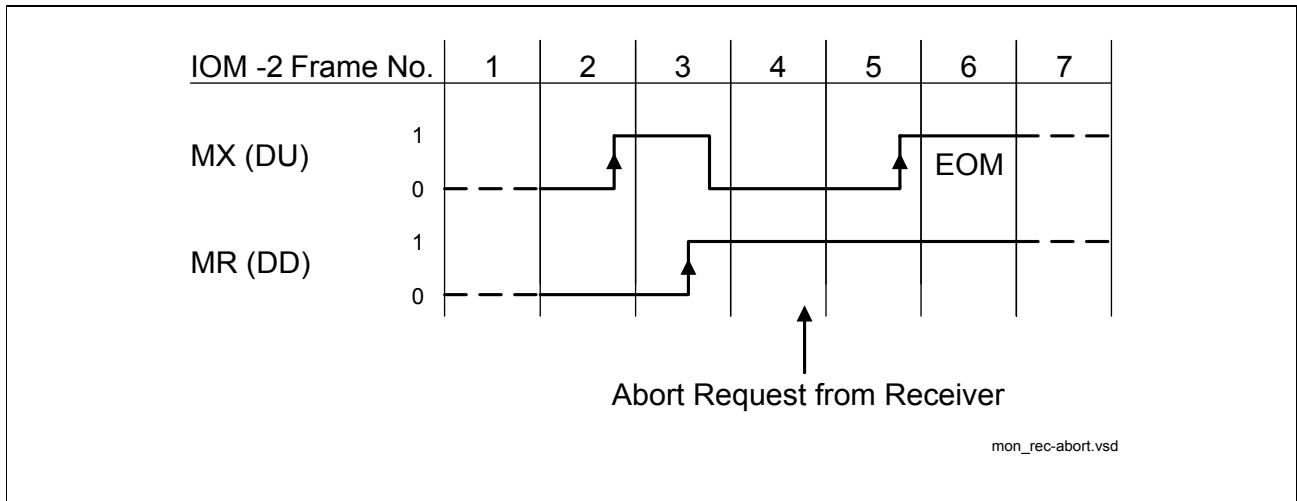 IOM -2 Frame No. 1 2 3 4 5 6 7
1
MX (DU)
EOM
0
1
MR (DD)
0
Abort Request from Receiver
mon_rec-abort.vsd